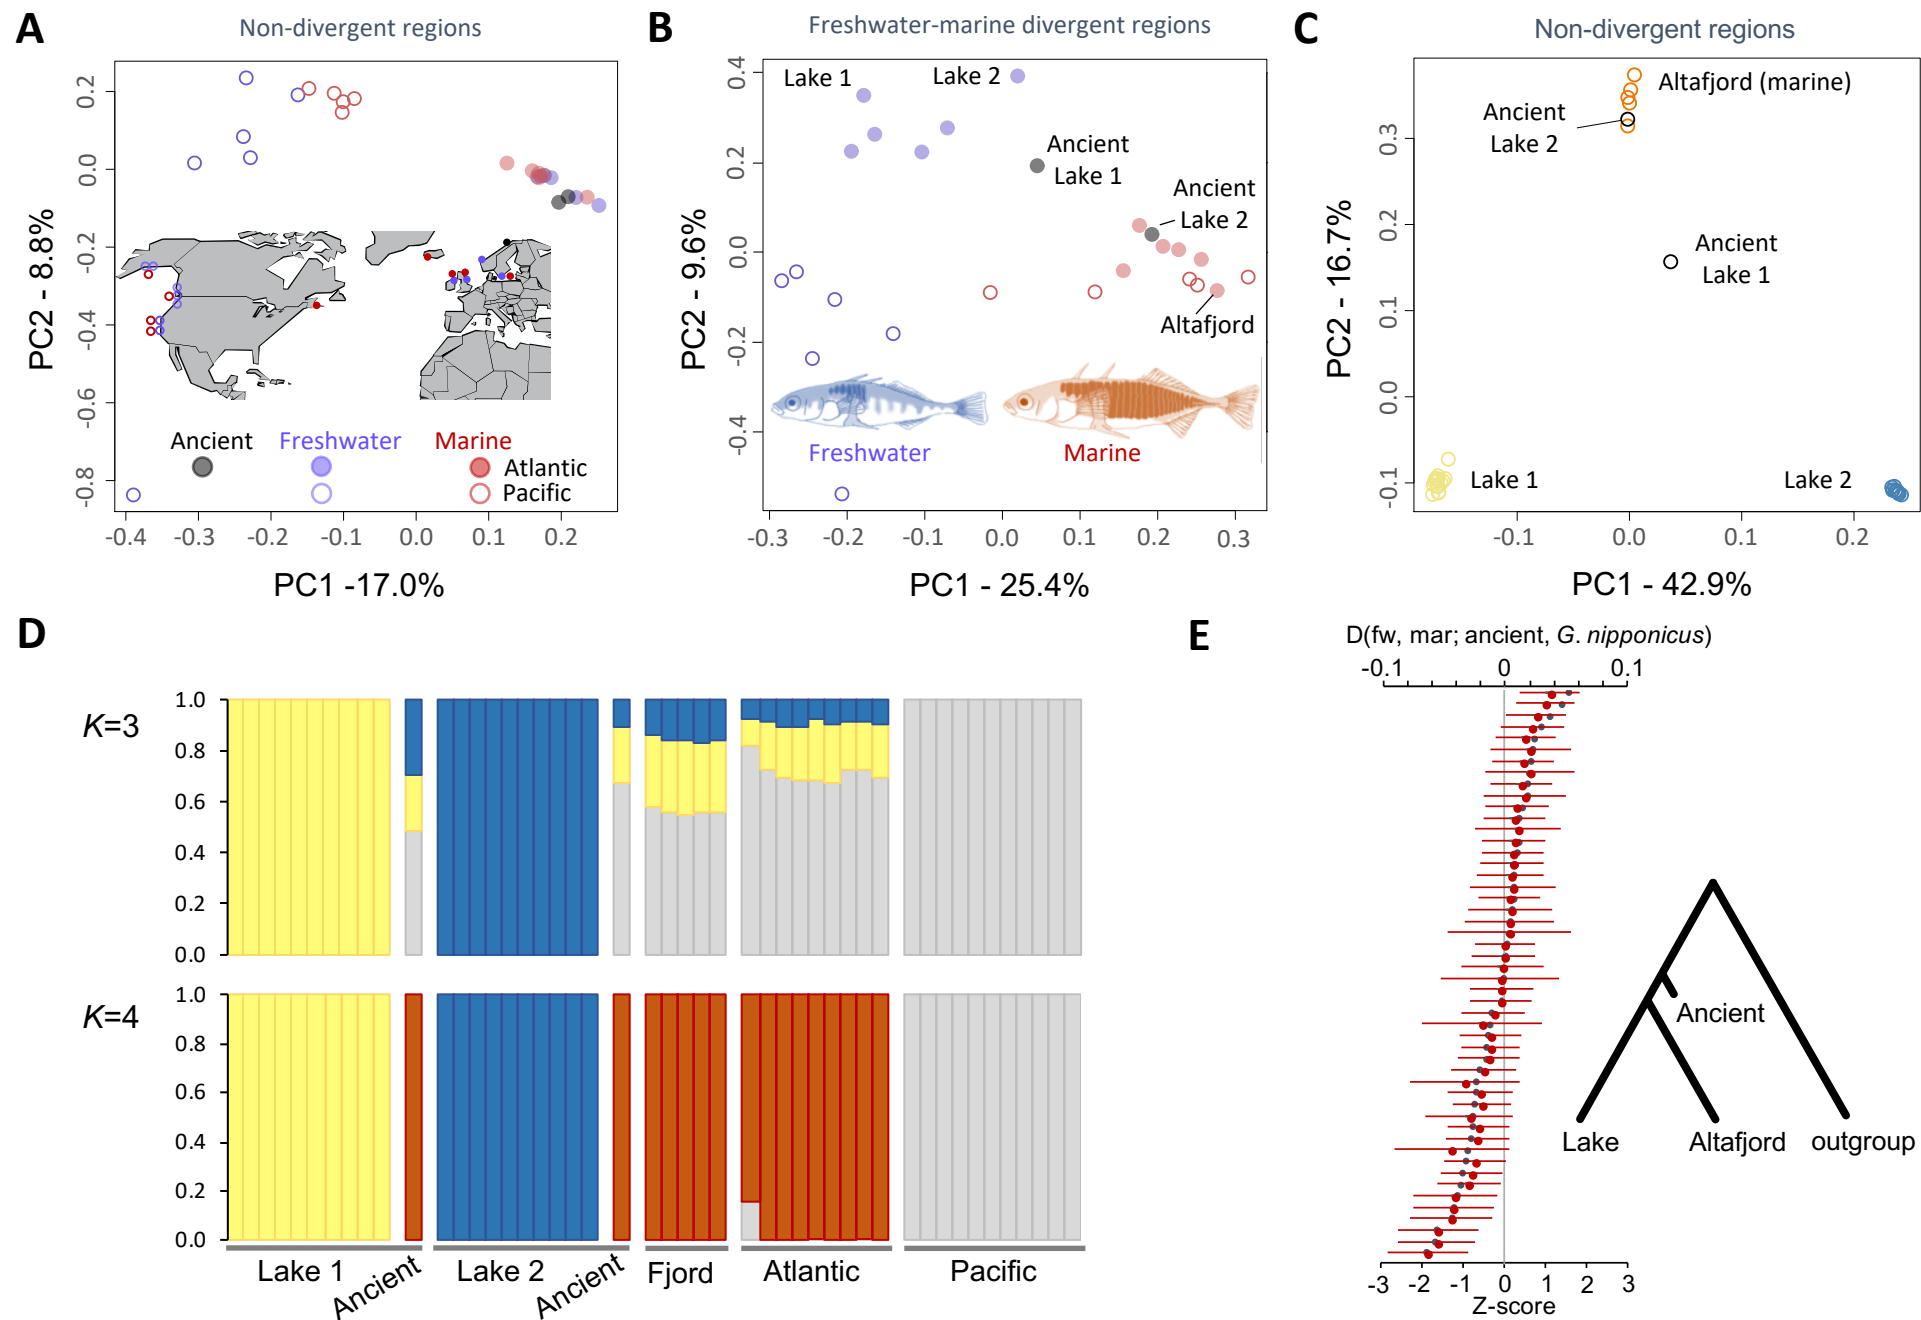 A
Non-divergent regions
0.2
0.0
-0.2
-0.4
-0.6
-0.8
PC2 - 8.8%
Ancient
Freshwater
Marine
Atlantic
Pacific
-0.4
-0.3
-0.2
-0.1
0.0
0.1
0.2
PC1 -17.0%
B
Freshwater-marine divergent regions
0.4
0.2
0.0
-0.2
-0.4
PC2 - 9.6%
Lake 1
Lake 2
Ancient
Lake 1
Ancient
Lake 2
Altafjord
Freshwater
Marine
-0.3
-0.2
-0.1
0.0
0.1
0.2
0.3
PC1 - 25.4%
C
Non-divergent regions
0.3
0.2
0.1
0.0
-0.1
PC2 - 16.7%
Altafjord (marine)
Ancient
Lake 2
Ancient
Lake 1
Lake 1
Lake 2
-0.1
0.0
0.1
0.2
PC1 - 42.9%
D
K=3
1.0
0.8
0.6
0.4
0.2
0.0
K=4
1.0
0.8
0.6
0.4
0.2
0.0
Lake 1
Ancient
Lake 2
Ancient
Fjord
Atlantic
Pacific
E
D(fw, mar; ancient, G. nipponicus)
-0.1
0
0.1
Ancient
Lake
Altafjord
outgroup
-3
-2
-1
0
1
2
3
Z-score